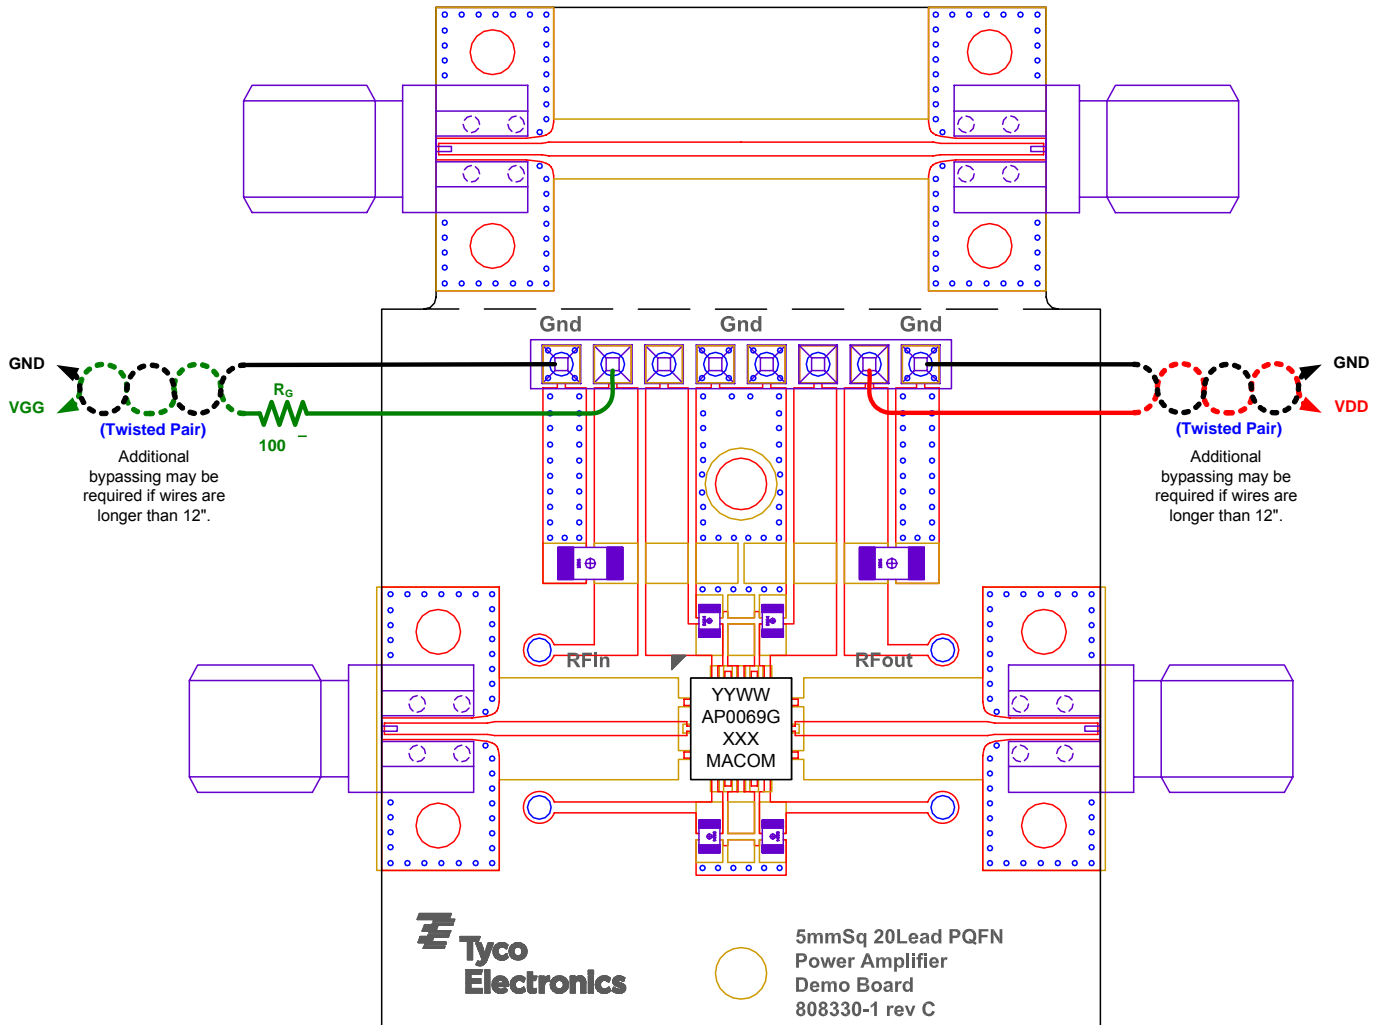 Gnd
Gnd
Gnd
GND
VGG
RG
100 –
(Twisted Pair)
Additional
bypassing may be
required if wires are
longer than 12".
GND
VDD
(Twisted Pair)
Additional
bypassing may be
required if wires are
longer than 12".
RFin
RFout
YYWW
AP0069G
XXX
MACOM
Tyco
Electronics
5mmSq 20Lead PQFN
Power Amplifier
Demo Board
808330-1 rev C